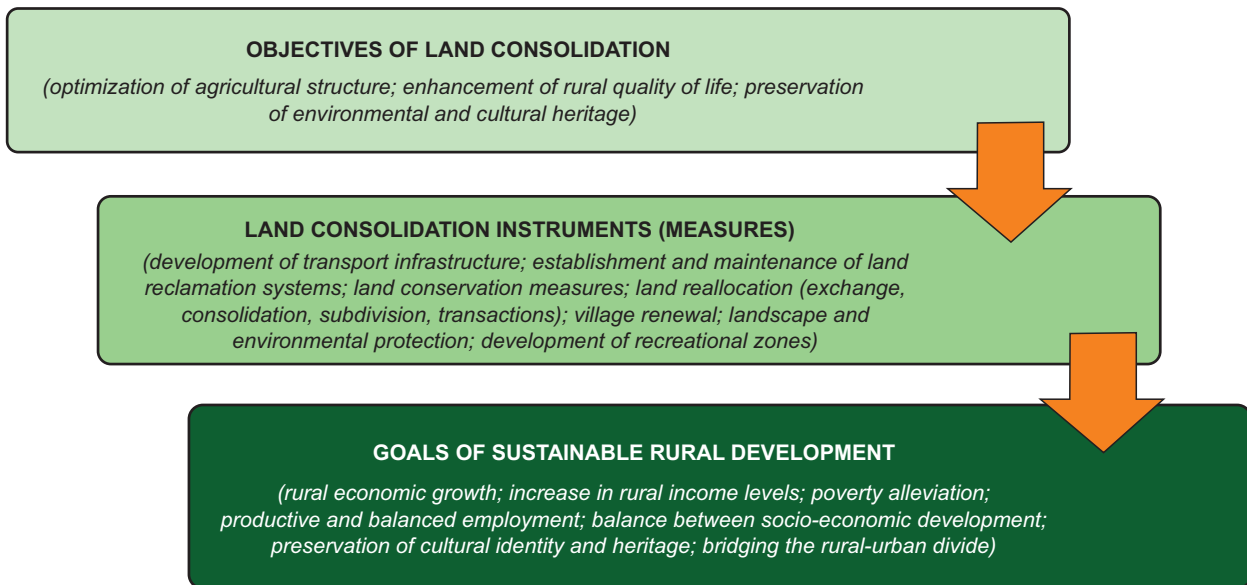 OBJECTIVES OF LAND CONSOLIDATION
(optimization of agricultural structure; enhancement of rural quality of life; preservation
of environmental and cultural heritage)
LAND CONSOLIDATION INSTRUMENTS (MEASURES)
(development of transport infrastructure; establishment and maintenance of land
reclamation systems; land conservation measures; land reallocation (exchange,
consolidation, subdivision, transactions); village renewal; landscape and
environmental protection; development of recreational zones)
GOALS OF SUSTAINABLE RURAL DEVELOPMENT
(rural economic growth; increase in rural income levels; poverty alleviation;
productive and balanced employment; balance between socio-economic development;
preservation of cultural identity and heritage; bridging the rural-urban divide)